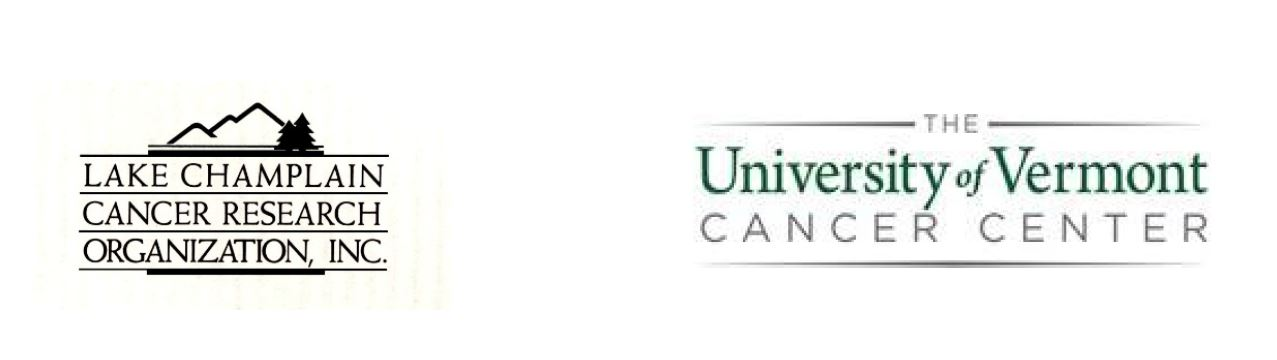 LAKE CHAMPLAIN
CANCER RESEARCH
ORGANIZATION, INC.
THE
University of Vermont
CANCER CENTER